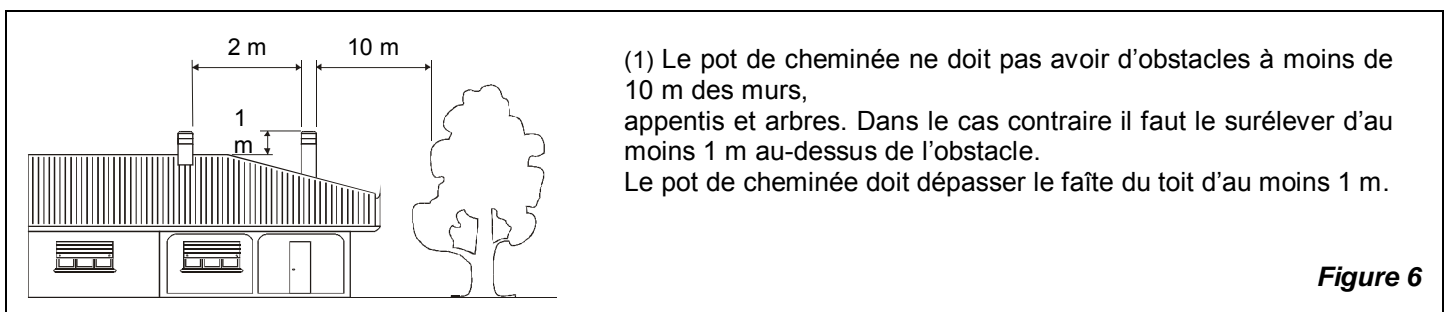 2 m
10 m
1
m
(1) Le pot de cheminée ne doit pas avoir d’obstacles à moins de
10 m des murs,
appentis et arbres. Dans le cas contraire il faut le surélever d’au
moins 1 m au-dessus de l’obstacle.
Le pot de cheminée doit dépasser le faîte du toit d’au moins 1 m.
Figure 6